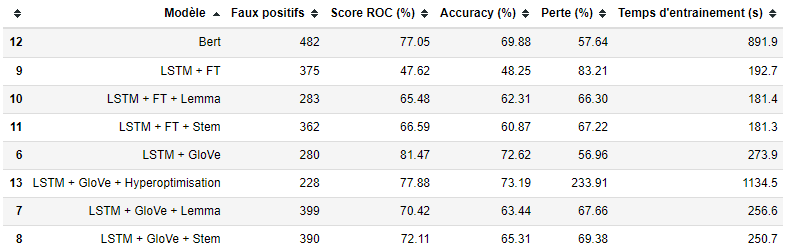 Modèle Faux positifs Score ROC (%) Accuracy (%) Perte (%) Temps d'entrainement (s)
12 Bert 482 77.05 69.88 57.64 891.9
9 LSTM + FT 375 47.62 48.25 83.21 192.7
10 LSTM + FT + Lemma 283 65.48 62.31 66.30 181.4
11 LSTM + FT + Stem 362 66.59 60.87 67.22 181.3
6 LSTM + GloVe 280 81.47 72.62 56.96 273.9
13 LSTM + GloVe + Hyperoptimisation 228 77.88 73.19 233.91 1134.5
7 LSTM + GloVe + Lemma 399 70.42 63.44 67.66 256.6
8 LSTM + GloVe + Stem 390 72.11 65.31 69.38 250.7